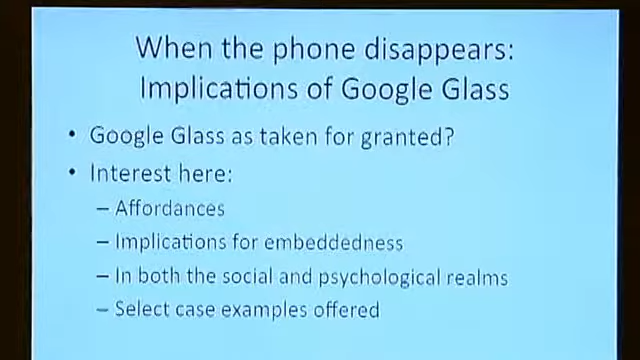 When the phone disappears:
Implications of Google Glass
• Google Glass as taken for granted?
• Interest here:
– Affordances
– Implications for embeddedness
– In both the social and psychological realms
– Select case examples offered